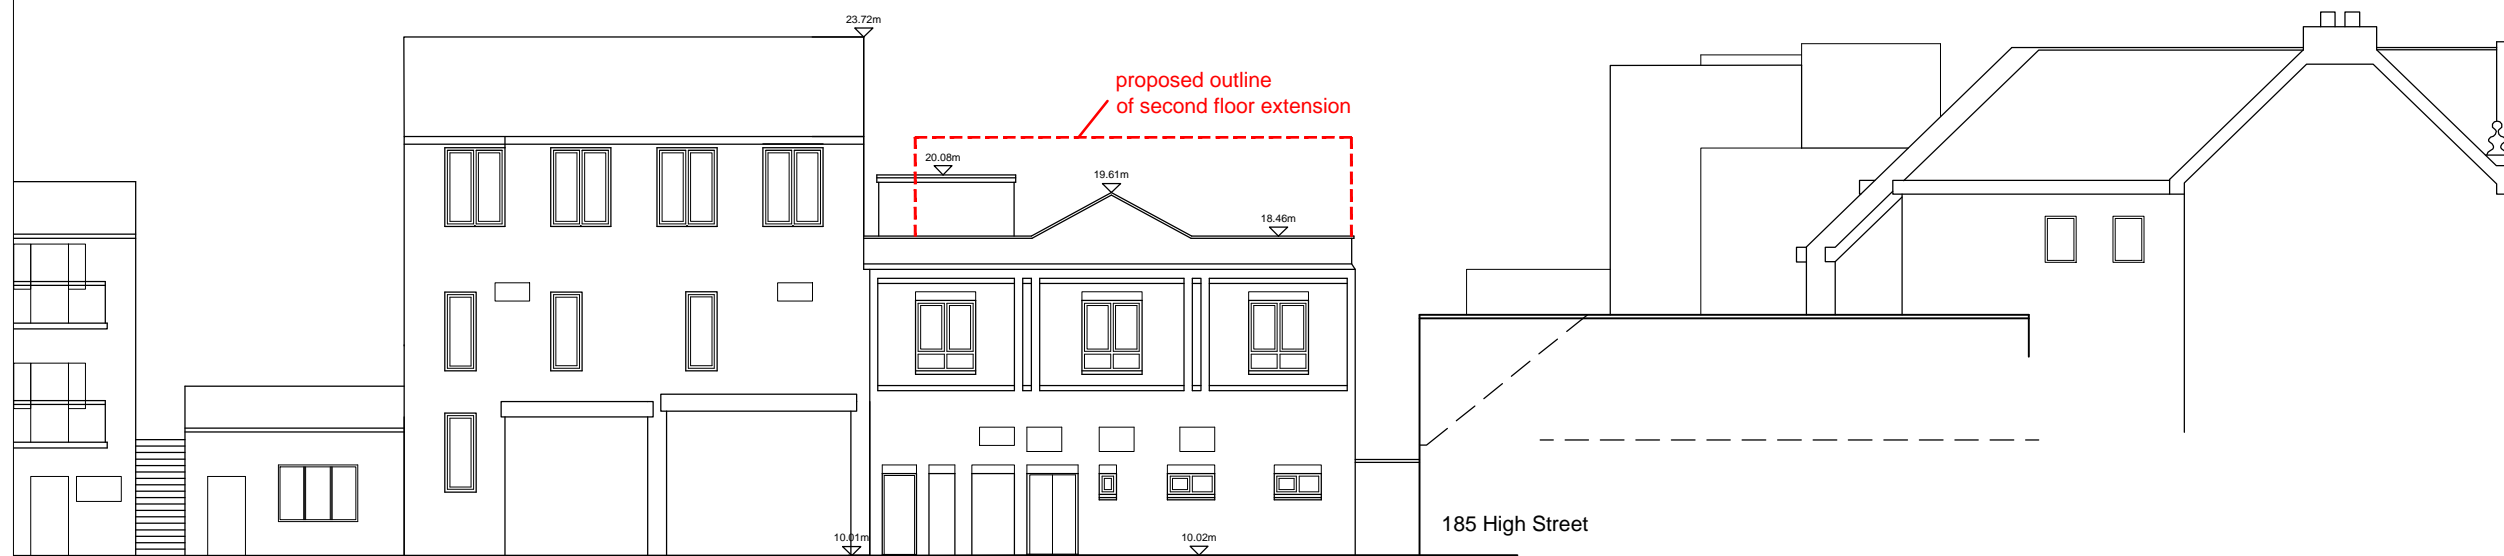 23.72m
proposed outline
of second floor extension
20.08m
19.61m
18.46m
10.01m
10.02m
185 High Street